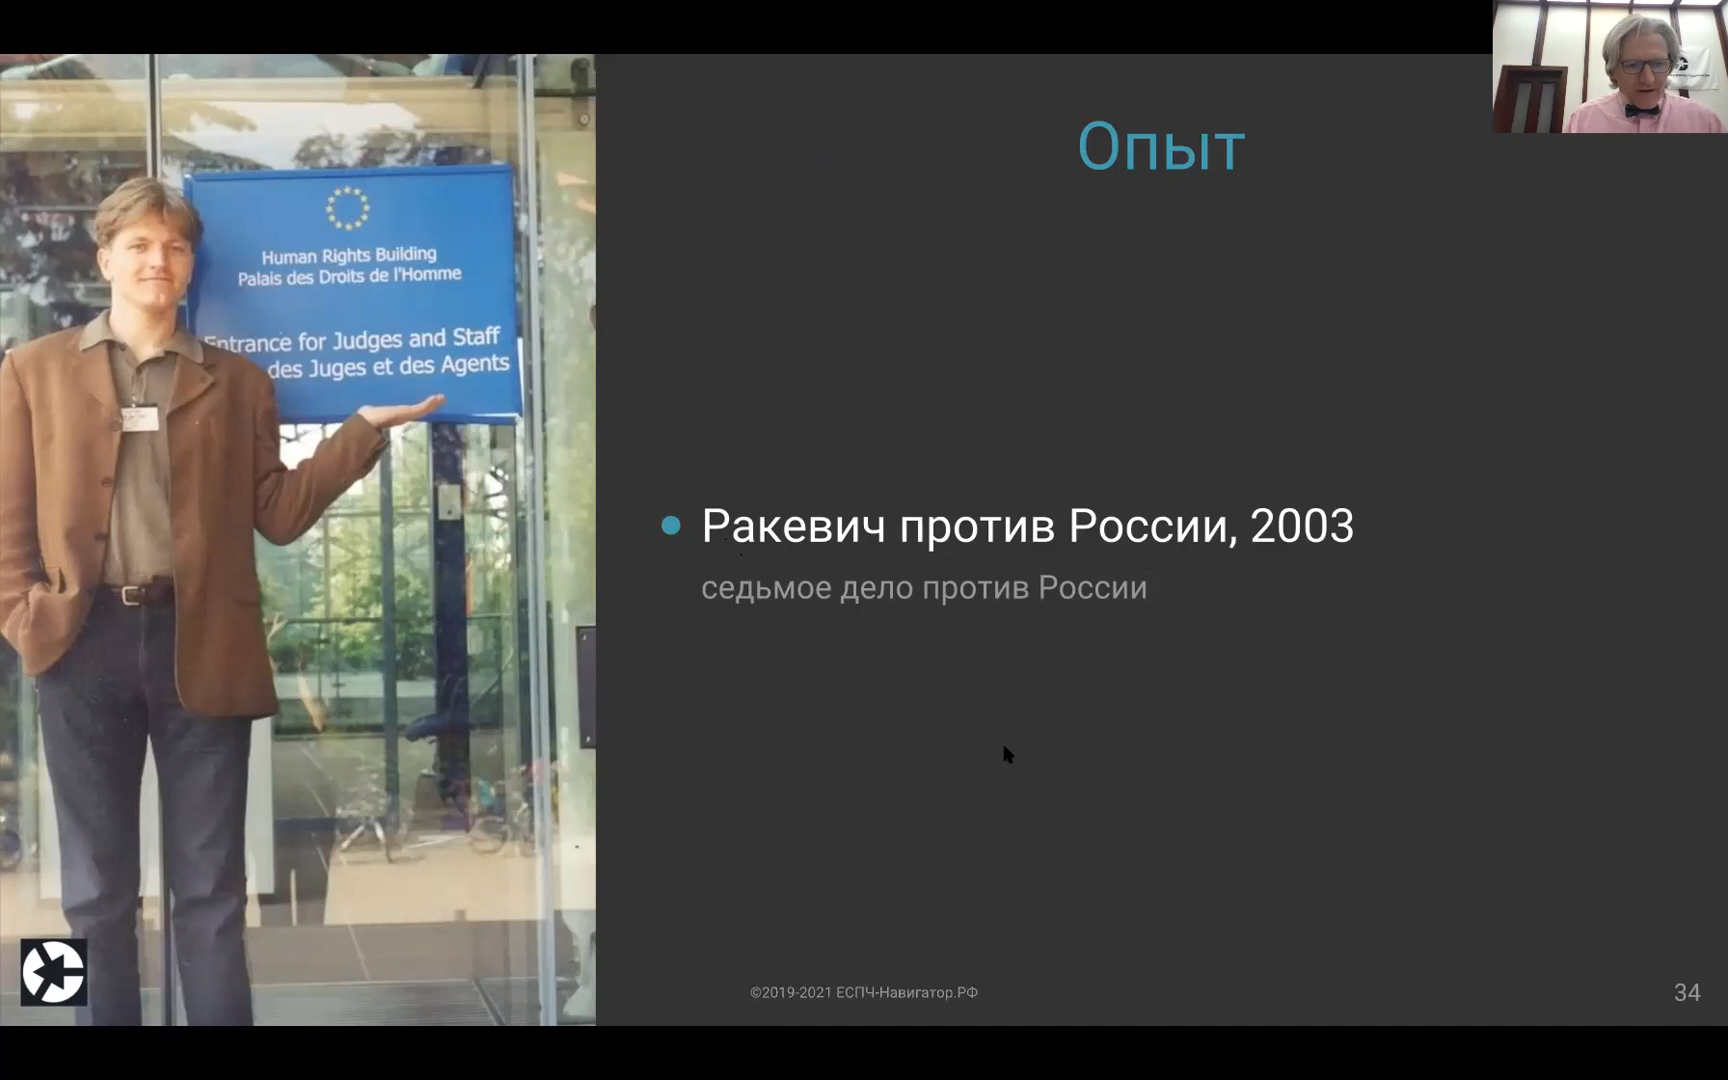 Опыт
Human Rights Building
Palais des Droits de l'Homme
Entrance for Judges and Staff
des Juges et des Agents
Ракевич против России, 2003
седьмое дело против России
©2019-2021 ЕСПЧ-Навигатор.РФ
34